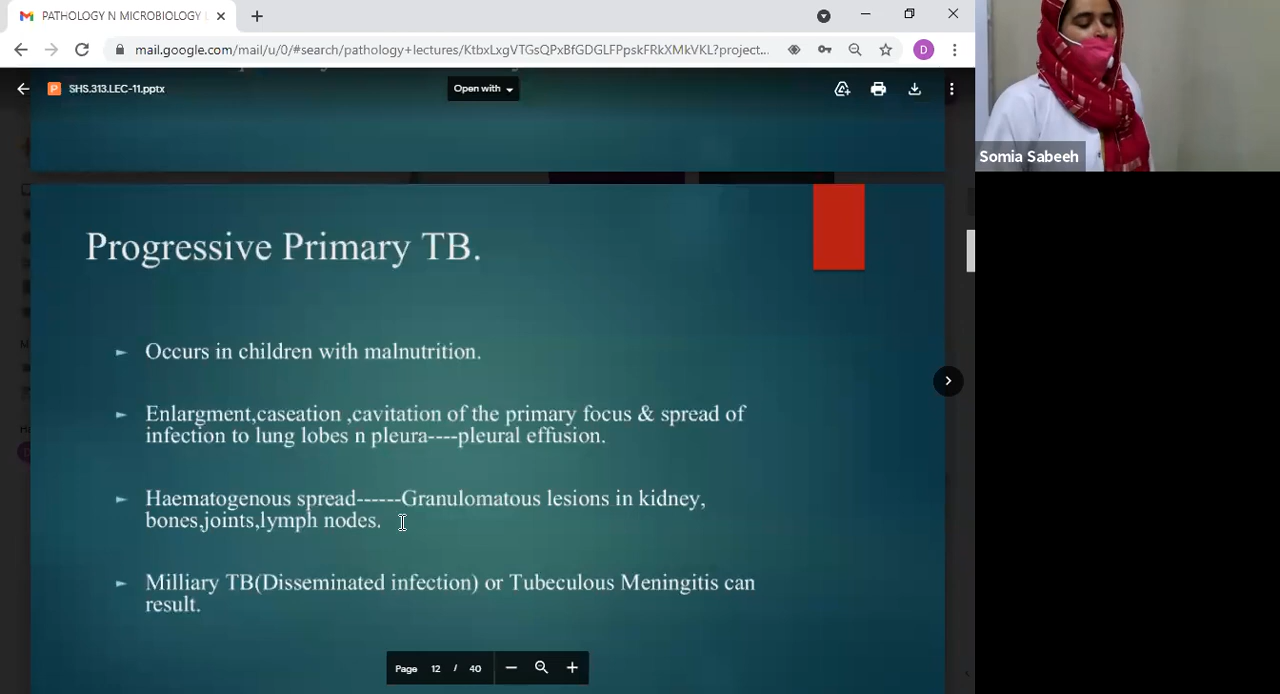 PATHOLOGY N MICROBIOLOGY
mail.google.com/mail/u/0/#search/pathology+lectures/KtbxLxgVTGsQPxBfGDGLFPpskFRkXMkVKL?project...
D
P SHS.313.LEC-11.pptx
Open with
Somia Sabeeh
Progressive Primary TB.
Occurs in children with malnutrition.
Enlargment,caseation ,cavitation of the primary focus & spread of
infection to lung lobes n pleura----pleural effusion.
Haematogenous spread------Granulomatous lesions in kidney,
bones,joints,lymph nodes.
Milliary TB(Disseminated infection) or Tubeculous Meningitis can
result.
Page 12 / 40